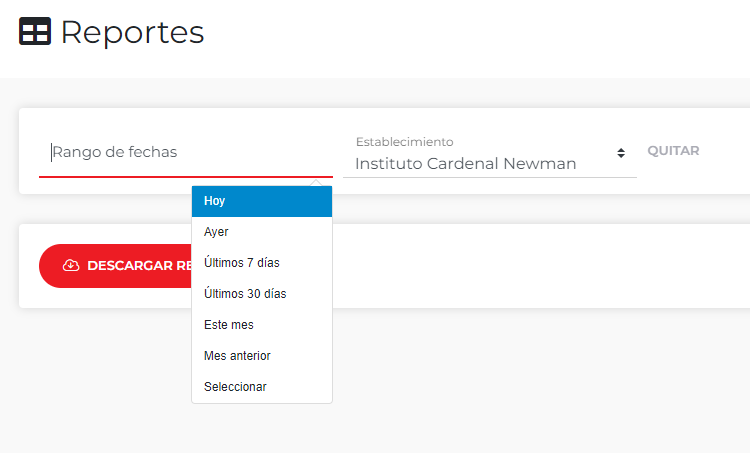 Reportes
Rango de fechas
Establecimiento
Instituto Cardenal Newman
QUITAR
Hoy
Ayer
Últimos 7 días
Últimos 30 días
Este mes
Mes anterior
Seleccionar
DESCARGAR